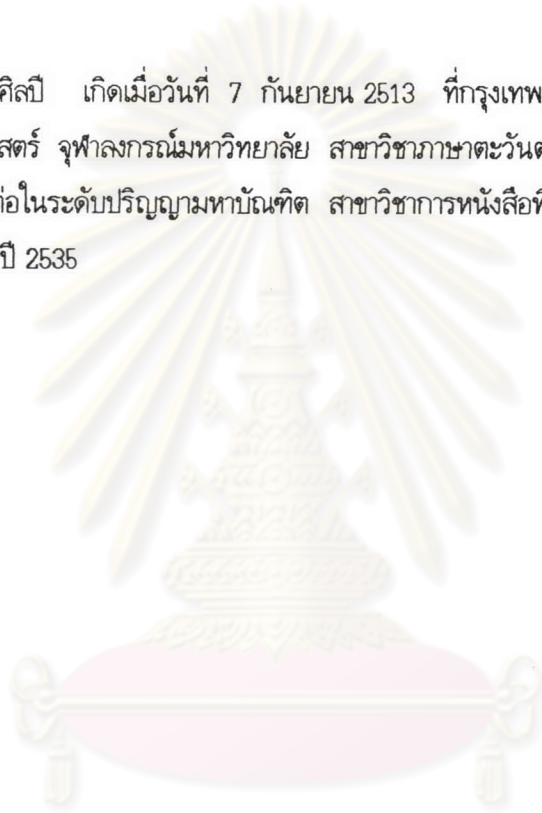 ศิลปี เกิดเมื่อวันที่ 7 กันยายน 2513 ที่กรุงเทพ
สตร์ จุฬาลงกรณ์มหาวิทยาลัย สาขาวิชาภาษาตะวันต
ต่อในระดับปริญญามหาบัณฑิต สาขาวิชาการหนังสือพิ
ปี 2535